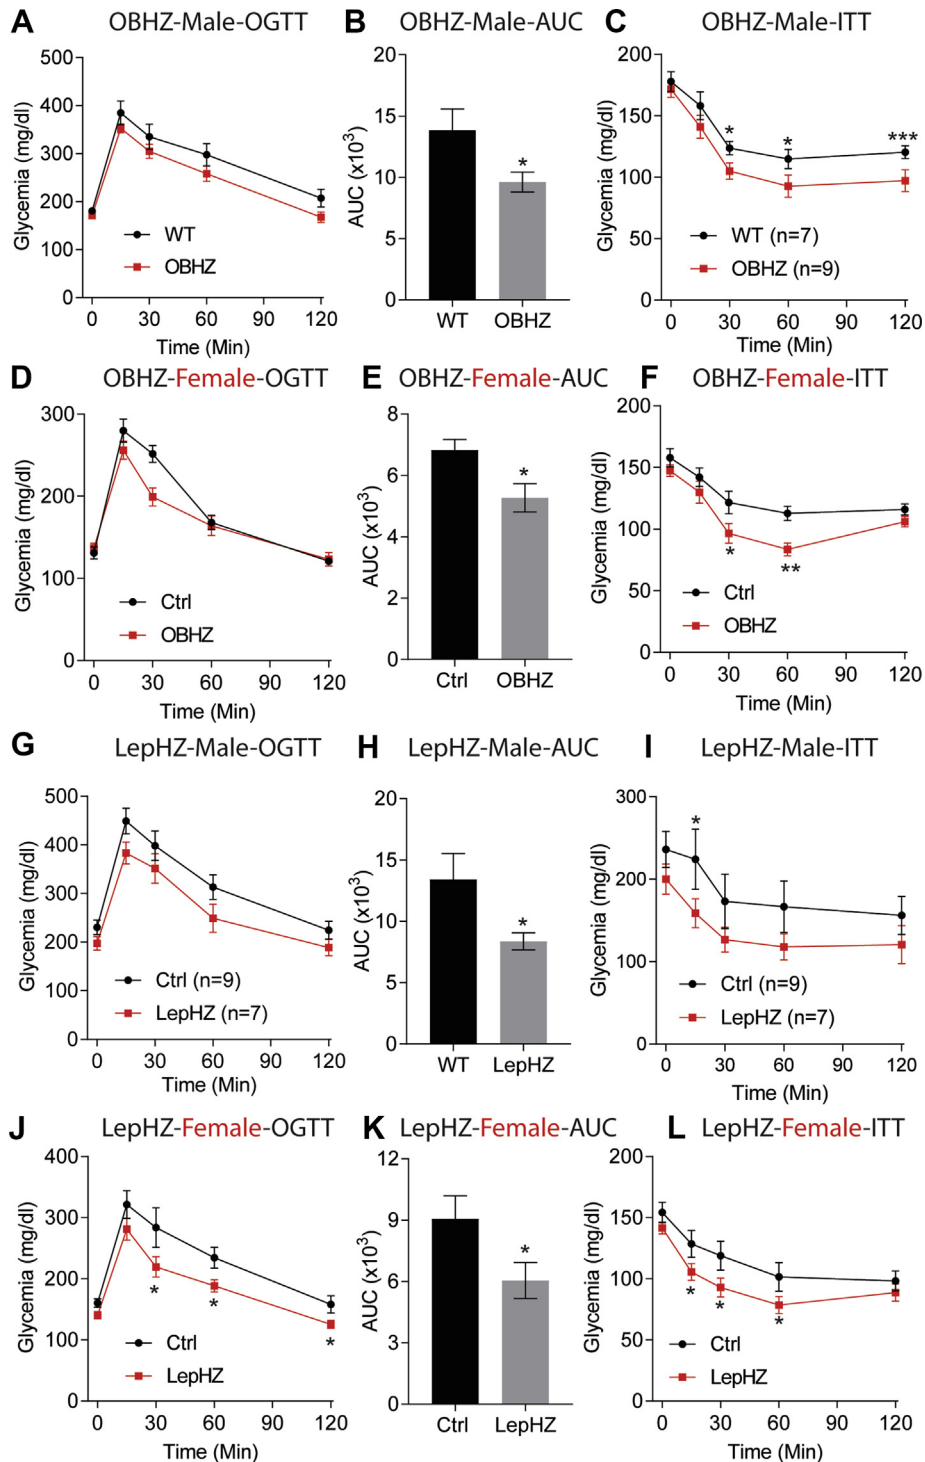 A OBHZ-Male-OGTT
Glycemia (mg/dl)
500
400
300
200
100
0
WT
OBHZ
0 30 60 90 120
Time (Min)
B OBHZ-Male-AUC
AUC (x10³)
20
15
10
5
0
*
WT OBHZ
C OBHZ-Male-ITT
Glycemia (mg/dl)
200
150
100
50
0
* * ***
WT (n=7)
OBHZ (n=9)
0 30 60 90 120
Time (Min)
D OBHZ-Female-OGTT
Glycemia (mg/dl)
300
200
100
0
Ctrl
OBHZ
0 30 60 90 120
Time (Min)
E OBHZ-Female-AUC
AUC (x10³)
8
6
4
2
0
*
Ctrl OBHZ
F OBHZ-Female-ITT
Glycemia (mg/dl)
200
150
100
50
0
* **
Ctrl
OBHZ
0 30 60 90 120
Time (Min)
G LepHZ-Male-OGTT
Glycemia (mg/dl)
500
400
300
200
100
0
Ctrl (n=9)
LepHZ (n=7)
0 30 60 90 120
Time (Min)
H LepHZ-Male-AUC
AUC (x10³)
20
15
10
5
0
*
WT LepHZ
I LepHZ-Male-ITT
Glycemia (mg/dl)
300
200
100
0
*
Ctrl (n=9)
LepHZ (n=7)
0 30 60 90 120
Time (Min)
J LepHZ-Female-OGTT
Glycemia (mg/dl)
400
300
200
100
0
* * *
Ctrl
LepHZ
0 30 60 90 120
Time (Min)
K LepHZ-Female-AUC
AUC (x10³)
12
9
6
3
0
*
Ctrl LepHZ
L LepHZ-Female-ITT
Glycemia (mg/dl)
200
150
100
50
0
* * *
Ctrl
LepHZ
0 30 60 90 120
Time (Min)